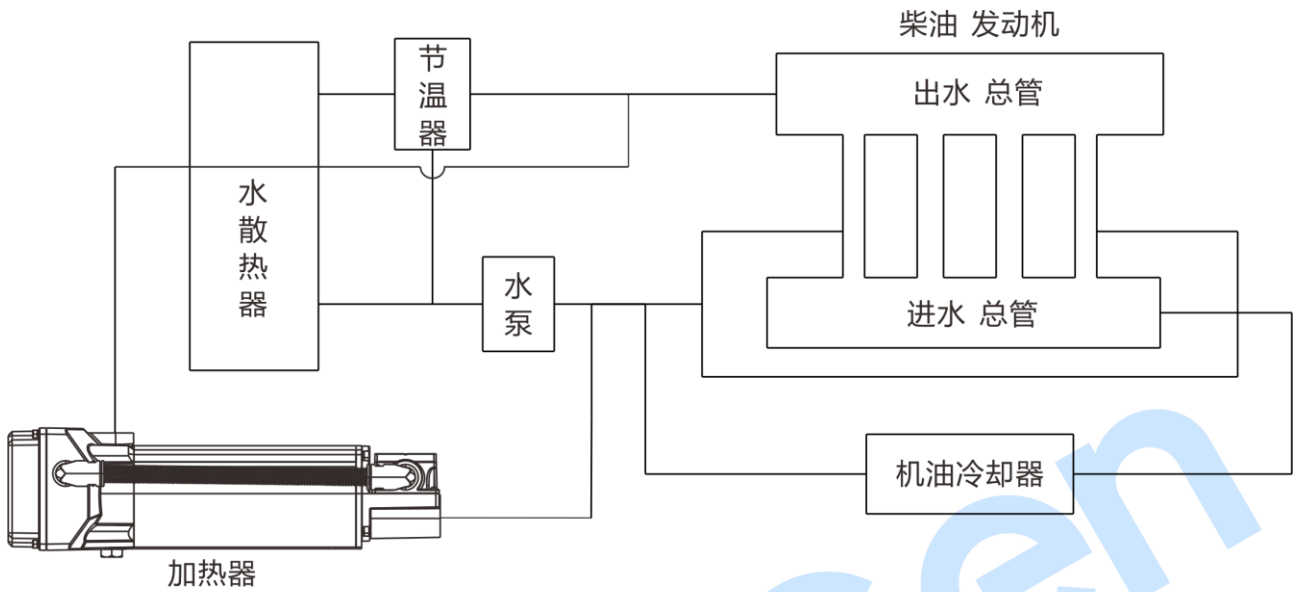 柴油 发动机
节温器
出水 总管
水散热器
水泵
进水 总管
机油冷却器
加热器